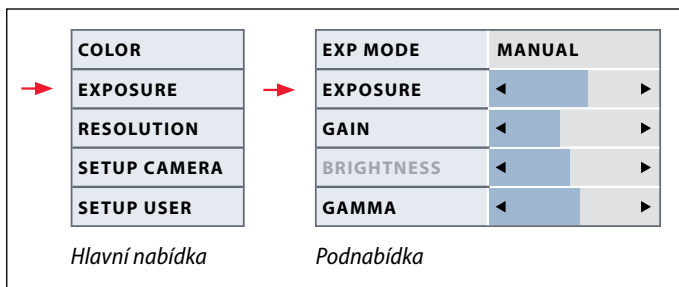 COLOR
EXPOSURE
RESOLUTION
SETUP CAMERA
SETUP USER
Hlavní nabídka
EXP MODE MANUAL
EXPOSURE
GAIN
BRIGHTNESS
GAMMA
Podnabídka